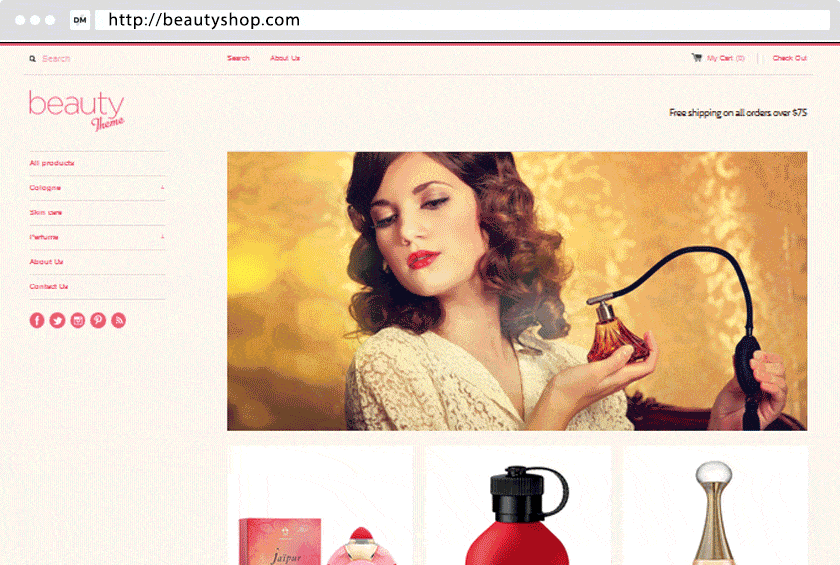 DM http://beautyshop.com
Search Search About Us My Cart (0) Check Out
beauty
Theme
Free shipping on all orders over $75
All products
Cologne +
Skin care
Perfume +
About Us
Contact Us
jaïpur